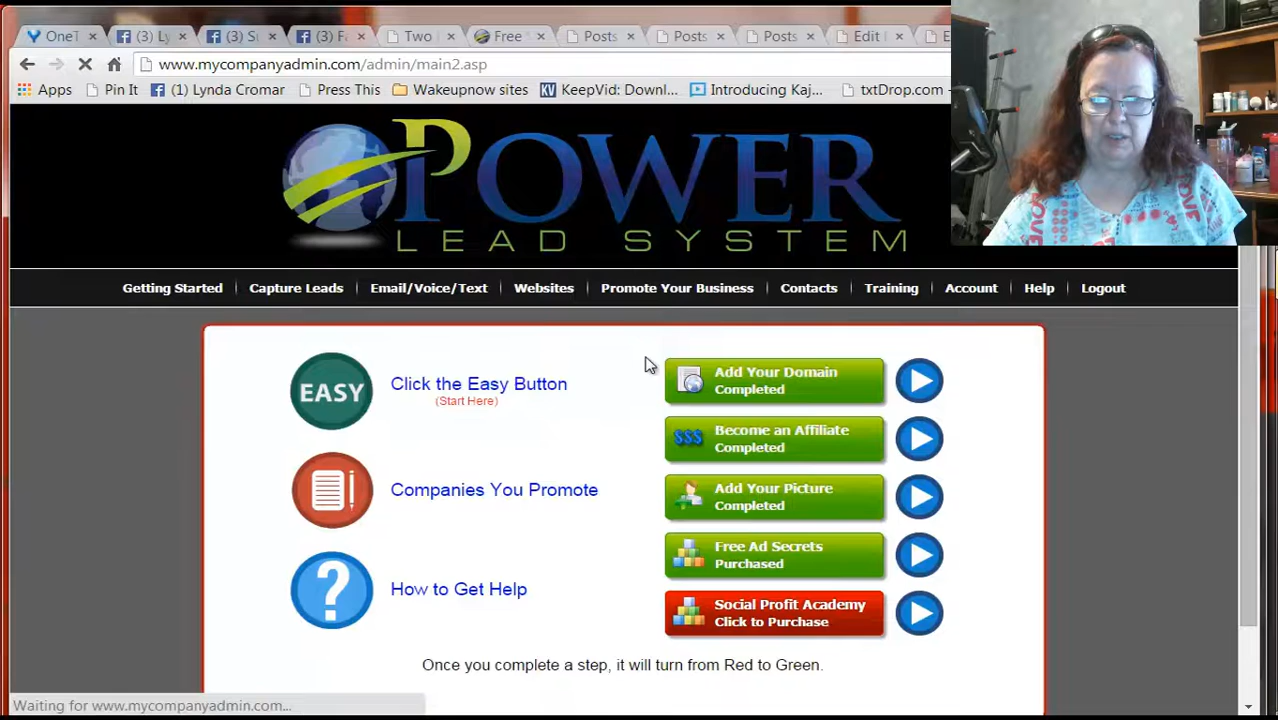 OneT
(3) Ly
(3) Su
(3) F
Two
Free
Posts
Posts
Posts
Edit
E
www.mycompanyadmin.com/admin/main2.asp
Apps
Pin It
(1) Lynda Cromar
Press This
Wakeupnow sites
KV
KeepVid: Downl...
Introducing Kaj...
txtDrop.com
POWER
LEAD SYSTEM
Getting Started
Capture Leads
Email/Voice/Text
Websites
Promote Your Business
Contacts
Training
Account
Help
Logout
EASY
Click the Easy Button
(Start Here)
Companies You Promote
?
How to Get Help
Add Your Domain
Completed
$$$
Become an Affiliate
Completed
Add Your Picture
Completed
Free Ad Secrets
Purchased
Social Profit Academy
Click to Purchase
Once you complete a step, it will turn from Red to Green.
Waiting for www.mycompanyadmin.com...